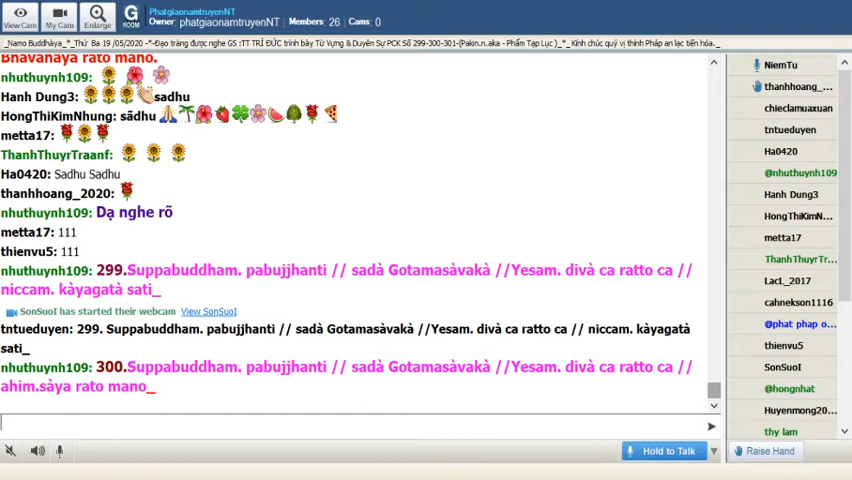 PhatgiaonamtruyenNT
Owner: phatgiaonamtruyenNT Members: 26 Cams: 0
View Cam My Cam Enlarge G ROOM
_Namo Buddhàya_*_Thứ Ba 19 /05/2020 -*-Đạo tràng được nghe GS :TT TRÍ ĐỨC trình bày Từ Vựng & Duyên Sự PCK Số 299-300-301-(Pakin.n.aka - Phẩm Tạp Lục )_*_ Kính chúc quý vị thính Pháp an lạc tiến hóa._
Bhàvanàya rato mano.
nhuthuynh109:
Hanh Dung3: sadhu
HongThiKimNhung: sādhu
metta17:
ThanhThuyrTraanf:
Ha0420: Sadhu Sadhu
thanhhoang_2020:
nhuthuynh109: Dạ nghe rõ
metta17: 111
thienvu5: 111
nhuthuynh109: 299.Suppabuddham. pabujjhanti // sadà Gotamasàvakà //Yesam. divà ca ratto ca //
niccam. kàyagatà sati_
SonSuoI has started their webcam View SonSuoI
tntueduyen: 299. Suppabuddham. pabujjhanti // sadà Gotamasàvakà //Yesam. divà ca ratto ca // niccam. kàyagatà
sati_
nhuthuynh109: 300.Suppabuddham. pabujjhanti // sadà Gotamasàvakà //Yesam. divà ca ratto ca //
ahim.sàya rato mano_
Hold to Talk
NiemTu
thanhhoang_...
chieclamuaxuan
tntueduyen
Ha0420
@nhuthuynh109
Hanh Dung3
HongThiKimN...
metta17
ThanhThuyrTr...
LacL_2017
cahnekson1116
@phat phap o...
thienvu5
SonSuoI
@hongnhat
Huyenmong20...
thy lam
Raise Hand